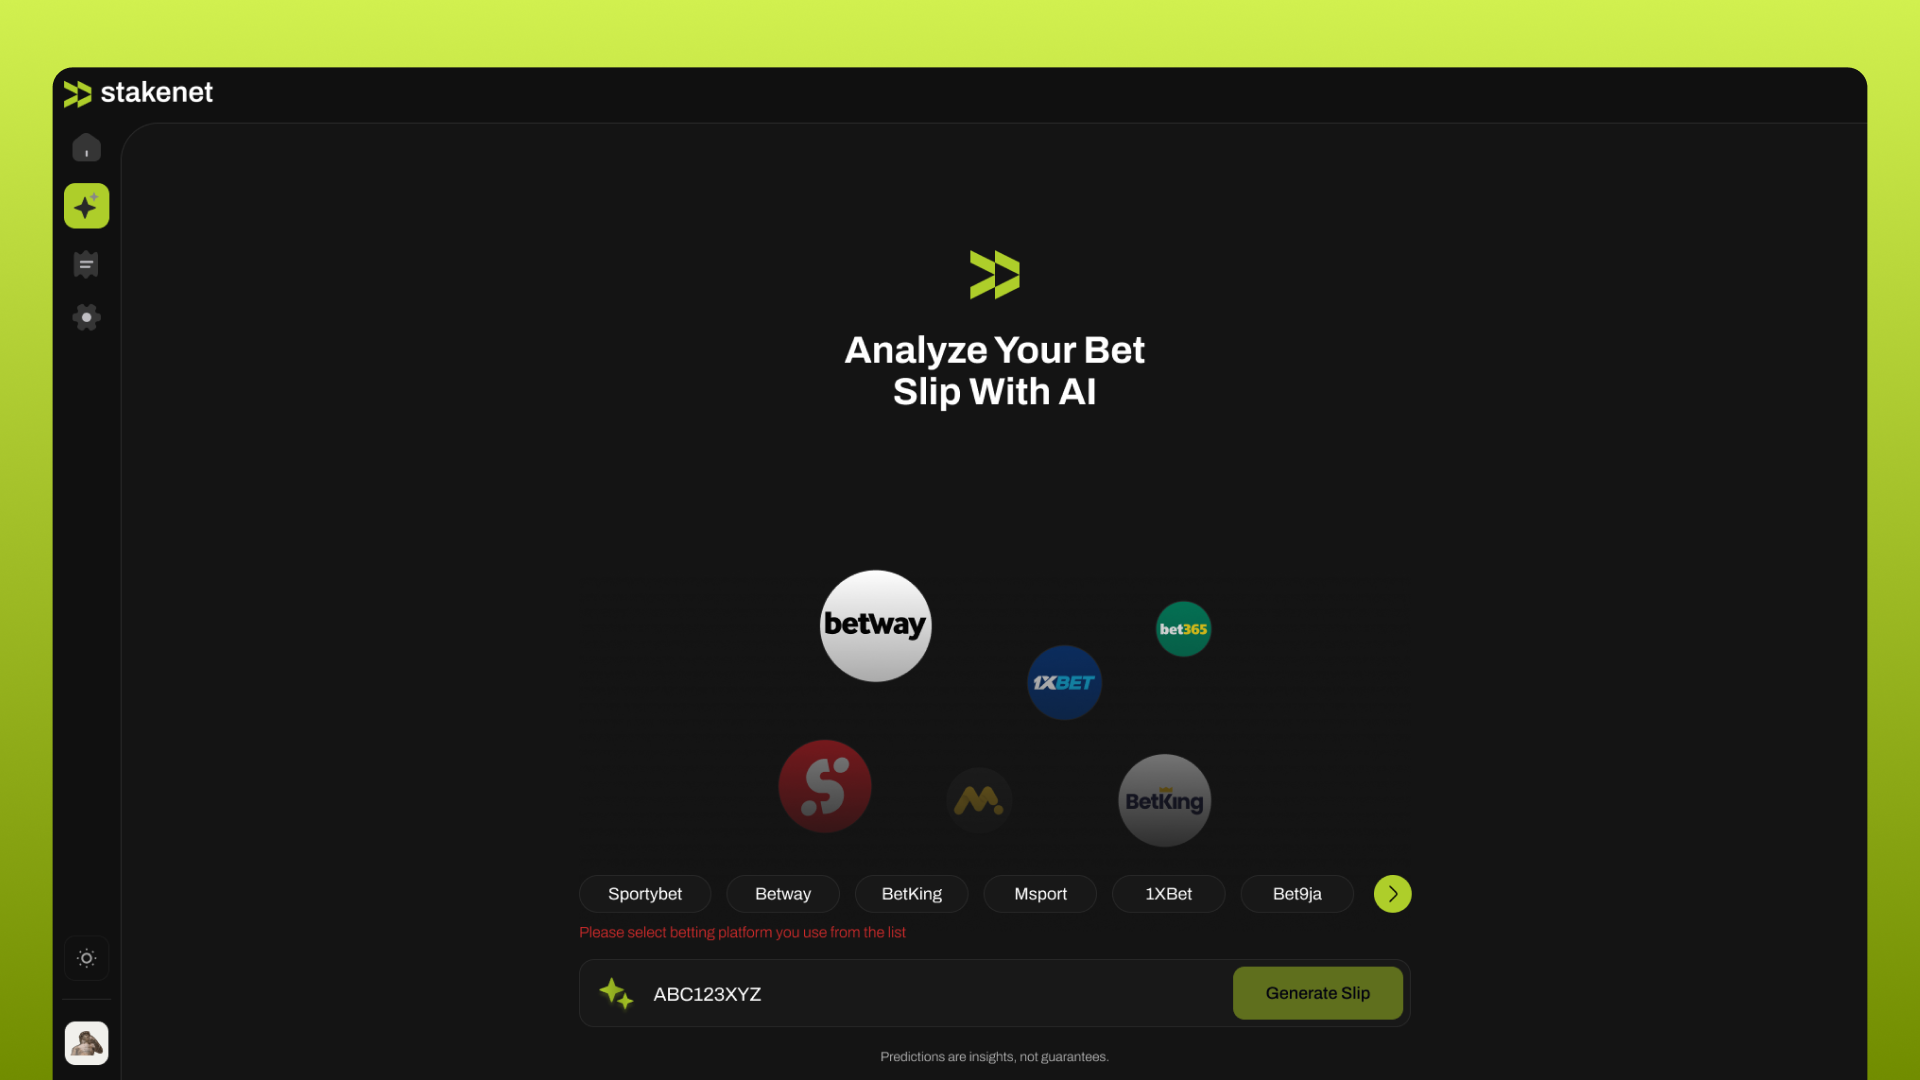 stakenet
Analyze Your Bet
Slip With AI
betway
bet365
1XBET
BetKing
Sportybet
Betway
BetKing
Msport
1XBet
Bet9ja
Please select betting platform you use from the list
ABC123XYZ
Generate Slip
Predictions are insights, not guarantees.